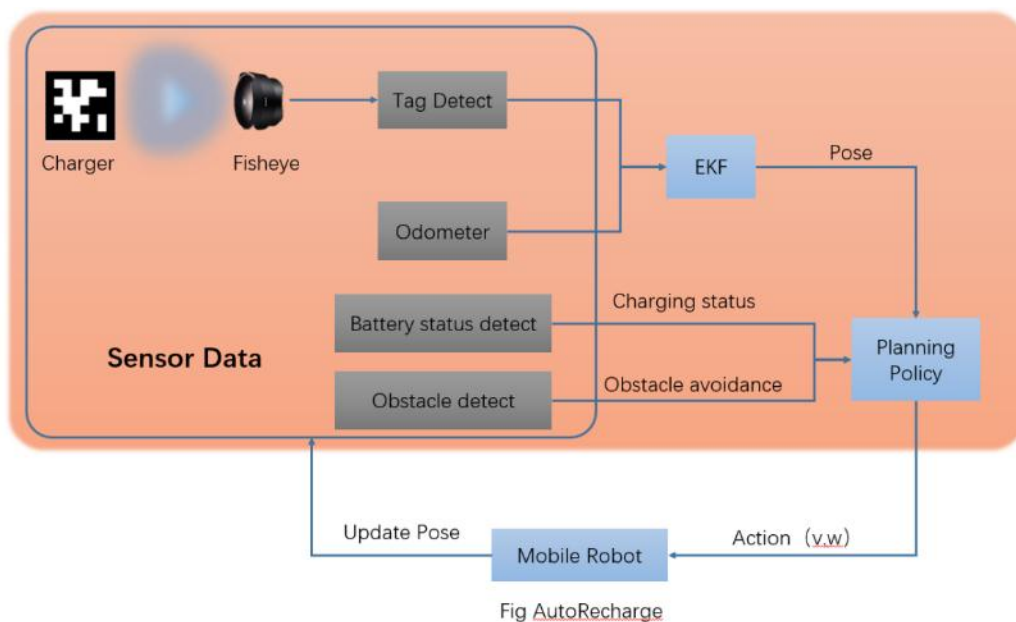 Tag Detect
Charger
Fisheye
EKF
Pose
Odometer
Charging status
Battery status detect
Sensor Data
Planning
Policy
Obstacle avoidance
Obstacle detect
Update Pose
Action（v,w）
Mobile Robot
Fig AutoRecharge